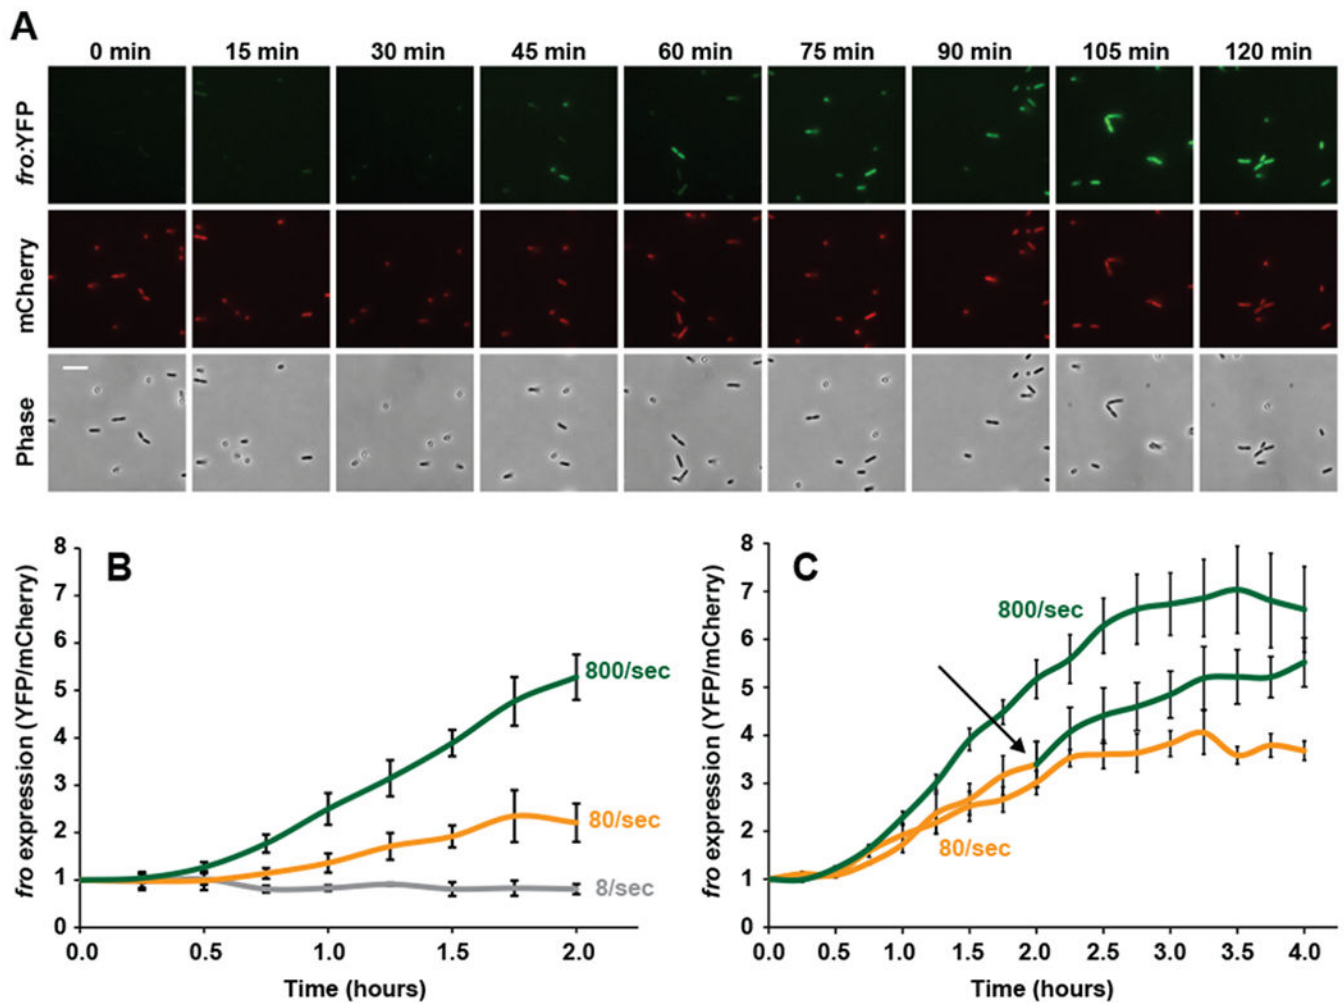 A
0 min 15 min 30 min 45 min 60 min 75 min 90 min 105 min 120 min
fro:YFP
mCherry
Phase
B
fro expression (YFP/mCherry)
8
7
6
5
4
3
2
1
0
800/sec
80/sec
8/sec
0.0 0.5 1.0 1.5 2.0
Time (hours)
C
fro expression (YFP/mCherry)
8
7
6
5
4
3
2
1
0
800/sec
80/sec
0.0 0.5 1.0 1.5 2.0 2.5 3.0 3.5 4.0
Time (hours)